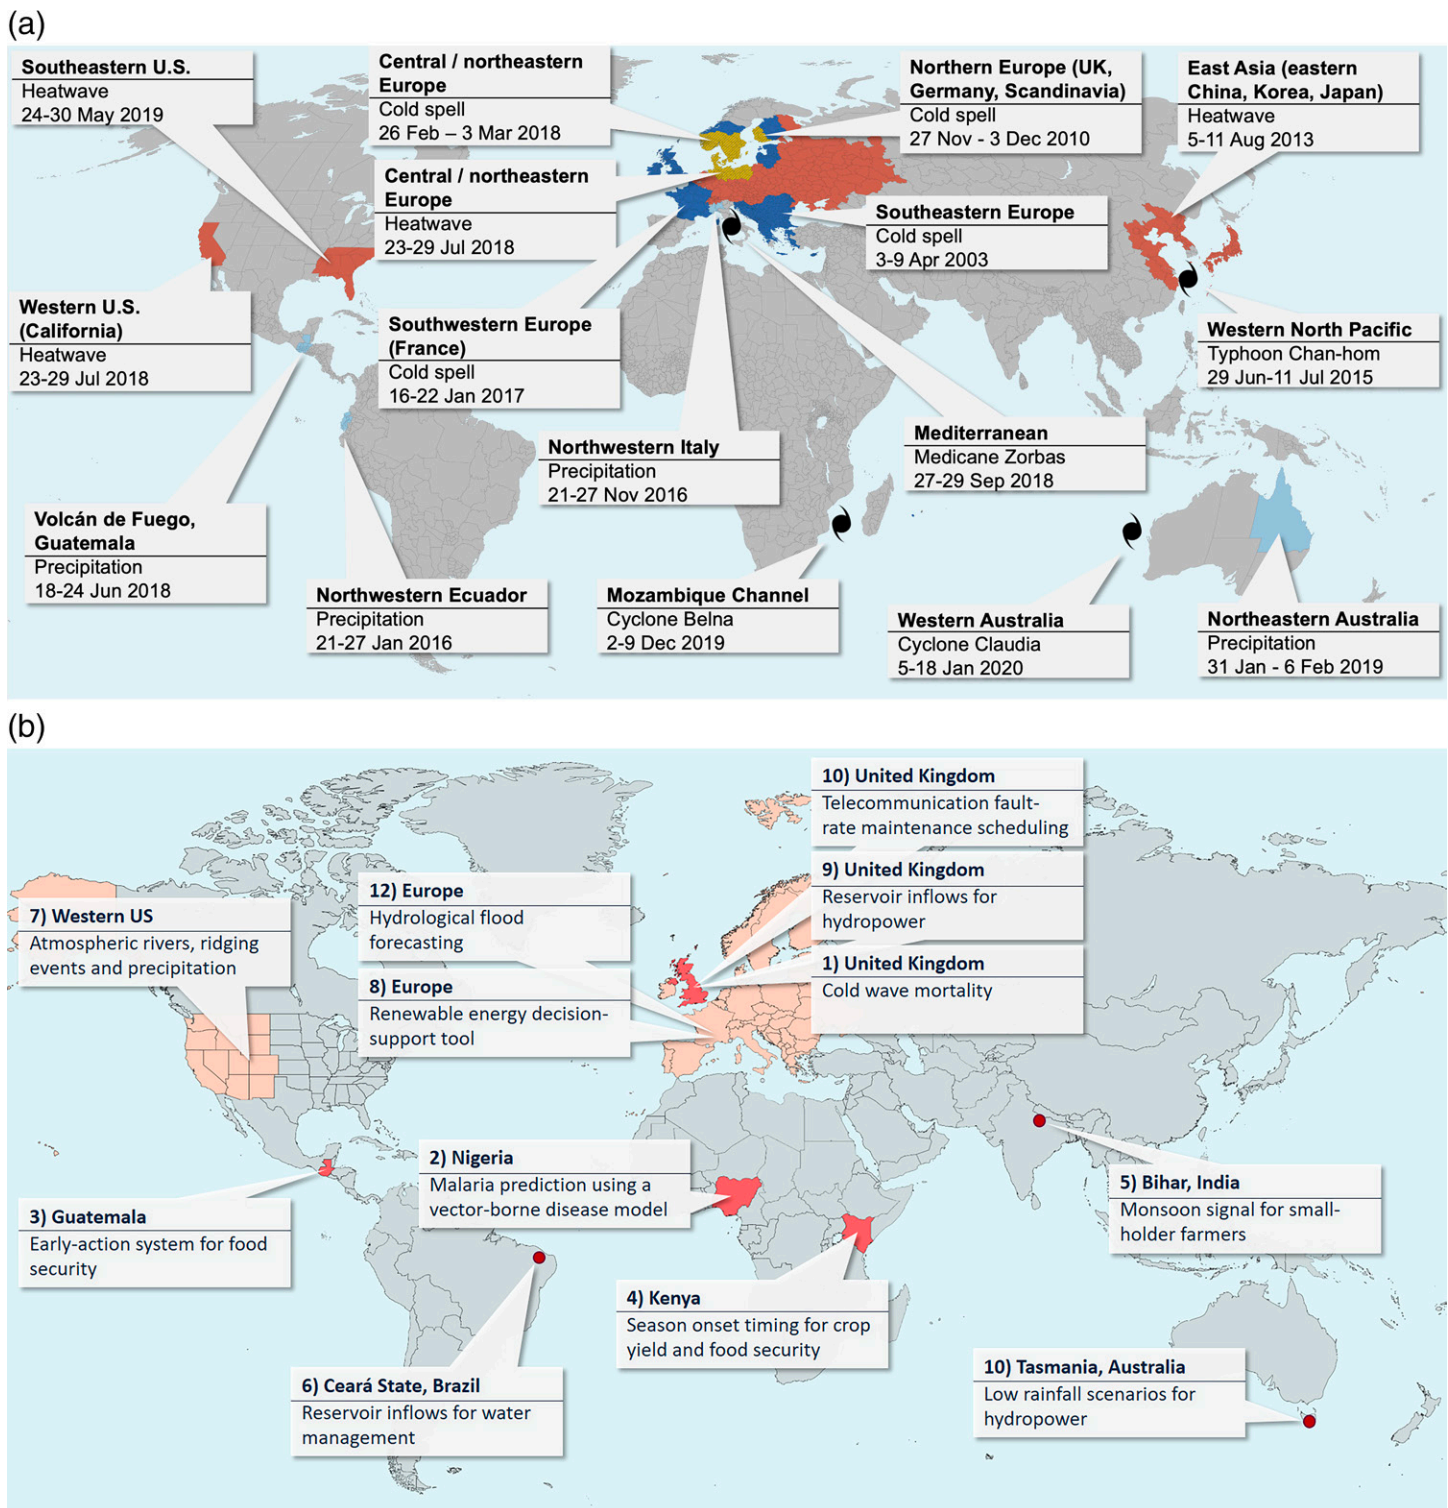 (a)
Southeastern U.S.
Heatwave
24-30 May 2019
Central / northeastern
Europe
Cold spell
26 Feb – 3 Mar 2018
Northern Europe (UK,
Germany, Scandinavia)
Cold spell
27 Nov - 3 Dec 2010
East Asia (eastern
China, Korea, Japan)
Heatwave
5-11 Aug 2013
Central / northeastern
Europe
Heatwave
23-29 Jul 2018
Southeastern Europe
Cold spell
3-9 Apr 2003
Western U.S.
(California)
Heatwave
23-29 Jul 2018
Southwestern Europe
(France)
Cold spell
16-22 Jan 2017
Western North Pacific
Typhoon Chan-hom
29 Jun-11 Jul 2015
Northwestern Italy
Precipitation
21-27 Nov 2016
Mediterranean
Medicane Zorbas
27-29 Sep 2018
Volcán de Fuego,
Guatemala
Precipitation
18-24 Jun 2018
Northwestern Ecuador
Precipitation
21-27 Jan 2016
Mozambique Channel
Cyclone Belna
2-9 Dec 2019
Western Australia
Cyclone Claudia
5-18 Jan 2020
Northeastern Australia
Precipitation
31 Jan - 6 Feb 2019
(b)
10) United Kingdom
Telecommunication fault-
rate maintenance scheduling
9) United Kingdom
Reservoir inflows for
hydropower
1) United Kingdom
Cold wave mortality
12) Europe
Hydrological flood
forecasting
8) Europe
Renewable energy decision-
support tool
7) Western US
Atmospheric rivers, ridging
events and precipitation
2) Nigeria
Malaria prediction using a
vector-borne disease model
5) Bihar, India
Monsoon signal for small-
holder farmers
3) Guatemala
Early-action system for food
security
4) Kenya
Season onset timing for crop
yield and food security
6) Ceará State, Brazil
Reservoir inflows for water
management
10) Tasmania, Australia
Low rainfall scenarios for
hydropower